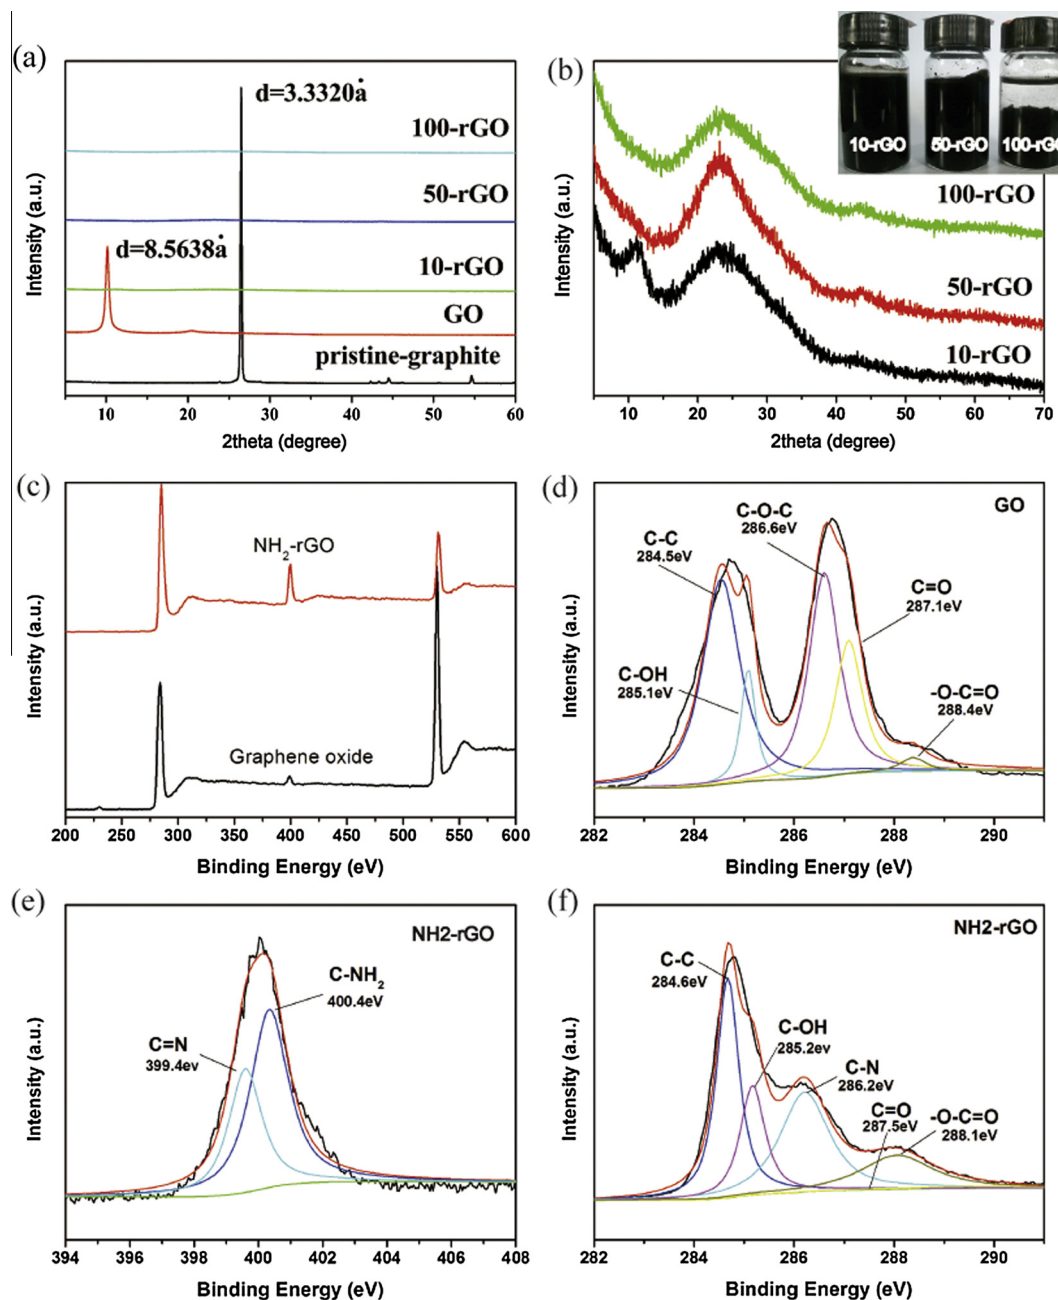 (a)
d=3.3320å
100-rGO
50-rGO
d=8.5638å
10-rGO
GO
pristine-graphite
Intensity (a.u.)
10 20 30 40 50 60
2theta (degree)
(b)
10-rGO 50-rGO 100-rGO
100-rGO
50-rGO
10-rGO
Intensity (a.u.)
10 20 30 40 50 60 70
2theta (degree)
(c)
NH2-rGO
Graphene oxide
Intensity (a.u.)
200 250 300 350 400 450 500 550 600
Binding Energy (eV)
(d)
GO
C-O-C
286.6eV
C-C
284.5eV
C=O
287.1eV
C-OH
285.1eV
-O-C=O
288.4eV
Intensity (a.u.)
282 284 286 288 290
Binding Energy (eV)
(e)
NH2-rGO
C-NH2
400.4eV
C=N
399.4ev
Intensity (a.u.)
394 396 398 400 402 404 406 408
Binding Energy (eV)
(f)
NH2-rGO
C-C
284.6eV
C-OH
285.2ev
C-N
286.2eV
C=O
287.5eV
-O-C=O
288.1eV
Intensity (a.u.)
282 284 286 288 290
Binding Energy (eV)